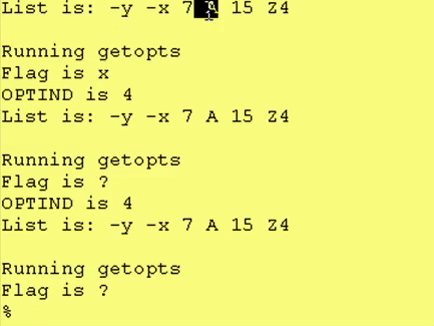 List is: -y -x 7 A 15 Z4
Running getopts
Flag is x
OPTIND is 4
List is: -y -x 7 A 15 Z4
Running getopts
Flag is ?
OPTIND is 4
List is: -y -x 7 A 15 Z4
Running getopts
Flag is ?
%